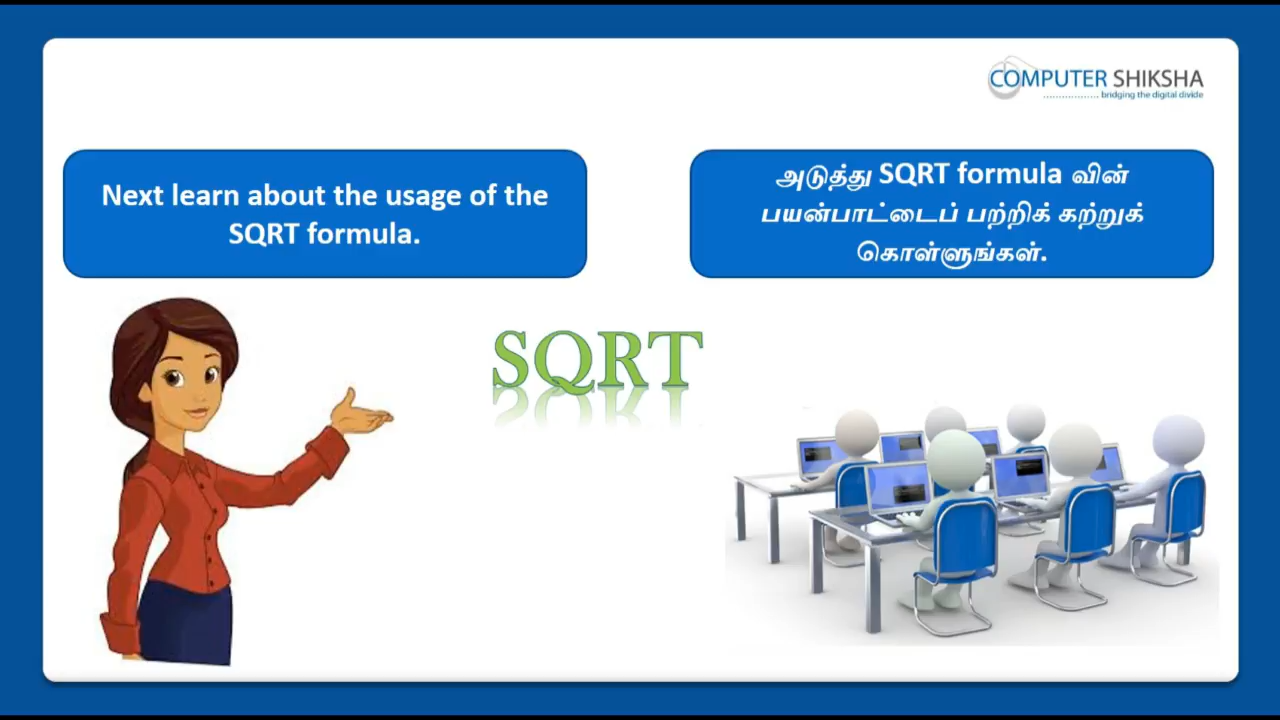 COMPUTER SHIKSHA
bridging the digital divide
Next learn about the usage of the
SQRT formula.
அடுத்து SQRT formula வின்
பயன்பாட்டைப் பற்றிக் கற்றுக்
கொள்ளுங்கள்.
SQRT